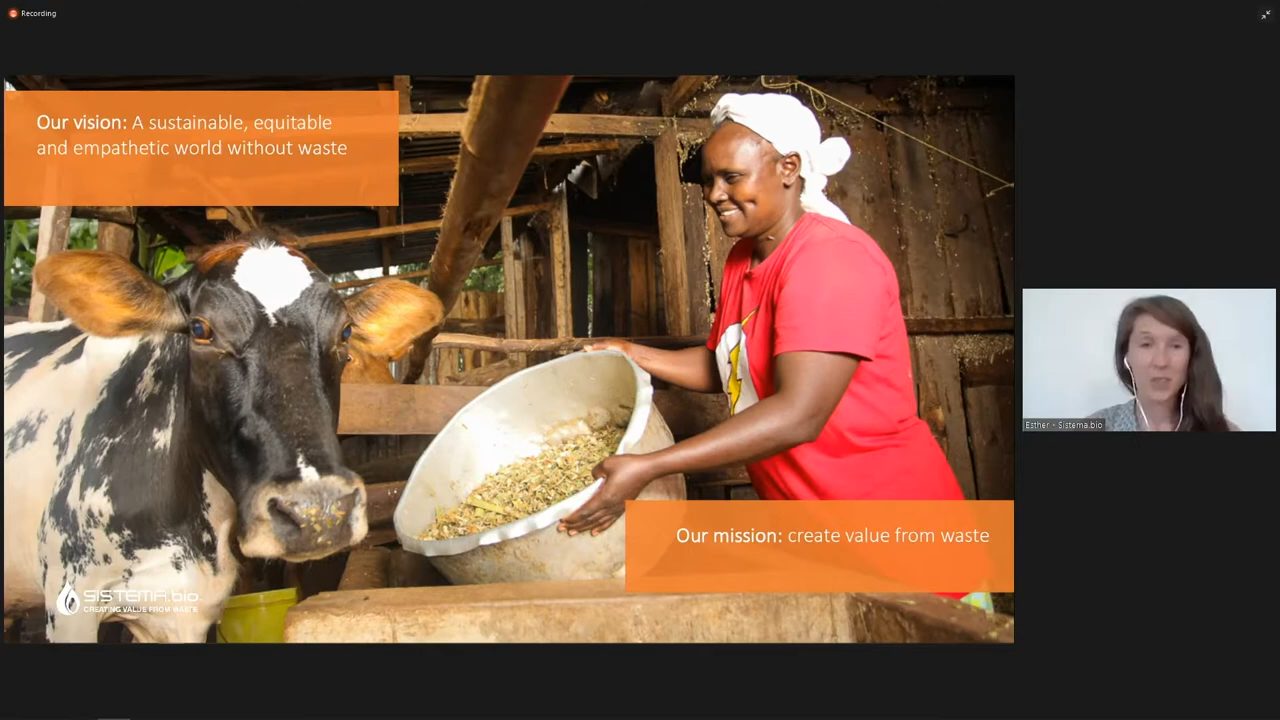 Recording
Our vision: A sustainable, equitable
and empathetic world without waste
Our mission: create value from waste
SISTEMA.bio
CREATING VALUE FROM WASTE
Esther - Sistema.bio